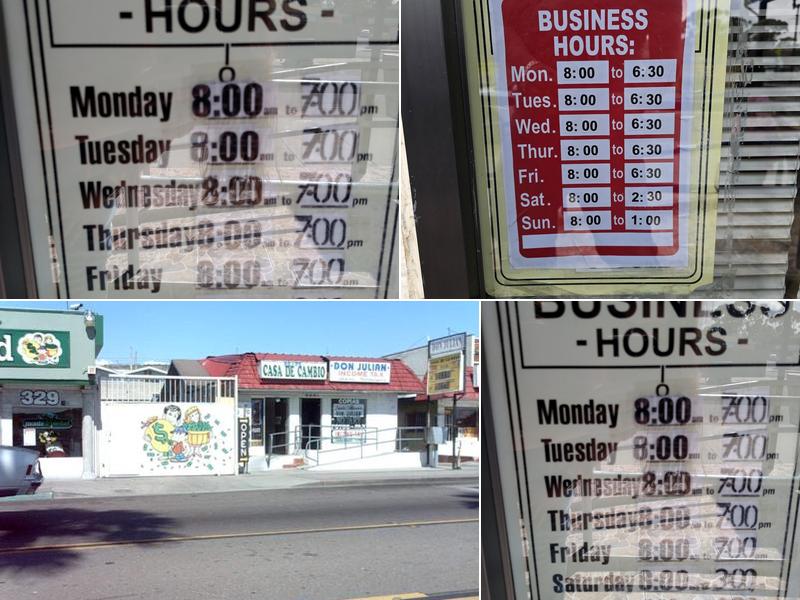 - HOURS -
Monday 8:00 am to 7:00 pm
Tuesday 8:00 am to 7:00 pm
Wednesday 8:00 am to 7:00 pm
Thursday 8:00 am to 7:00 pm
Friday 8:00 am to 7:00 pm
BUSINESS
HOURS:
Mon. 8:00 to 6:30
Tues. 8:00 to 6:30
Wed. 8:00 to 6:30
Thur. 8:00 to 6:30
Fri. 8:00 to 6:30
Sat. 8:00 to 2:30
Sun. 8:00 to 1:00
d
329
CASA DE CAMBIO
DON JULIAN
INCOME TAX
DON JULIAN
COPIAS
OPEN
BUSINESS
- HOURS -
Monday 8:00 am to 7:00 pm
Tuesday 8:00 am to 7:00 pm
Wednesday 8:00 am to 7:00 pm
Thursday 8:00 am to 7:00 pm
Friday 8:00 am to 7:00 pm
Saturday 8:00 am to 3:00 pm